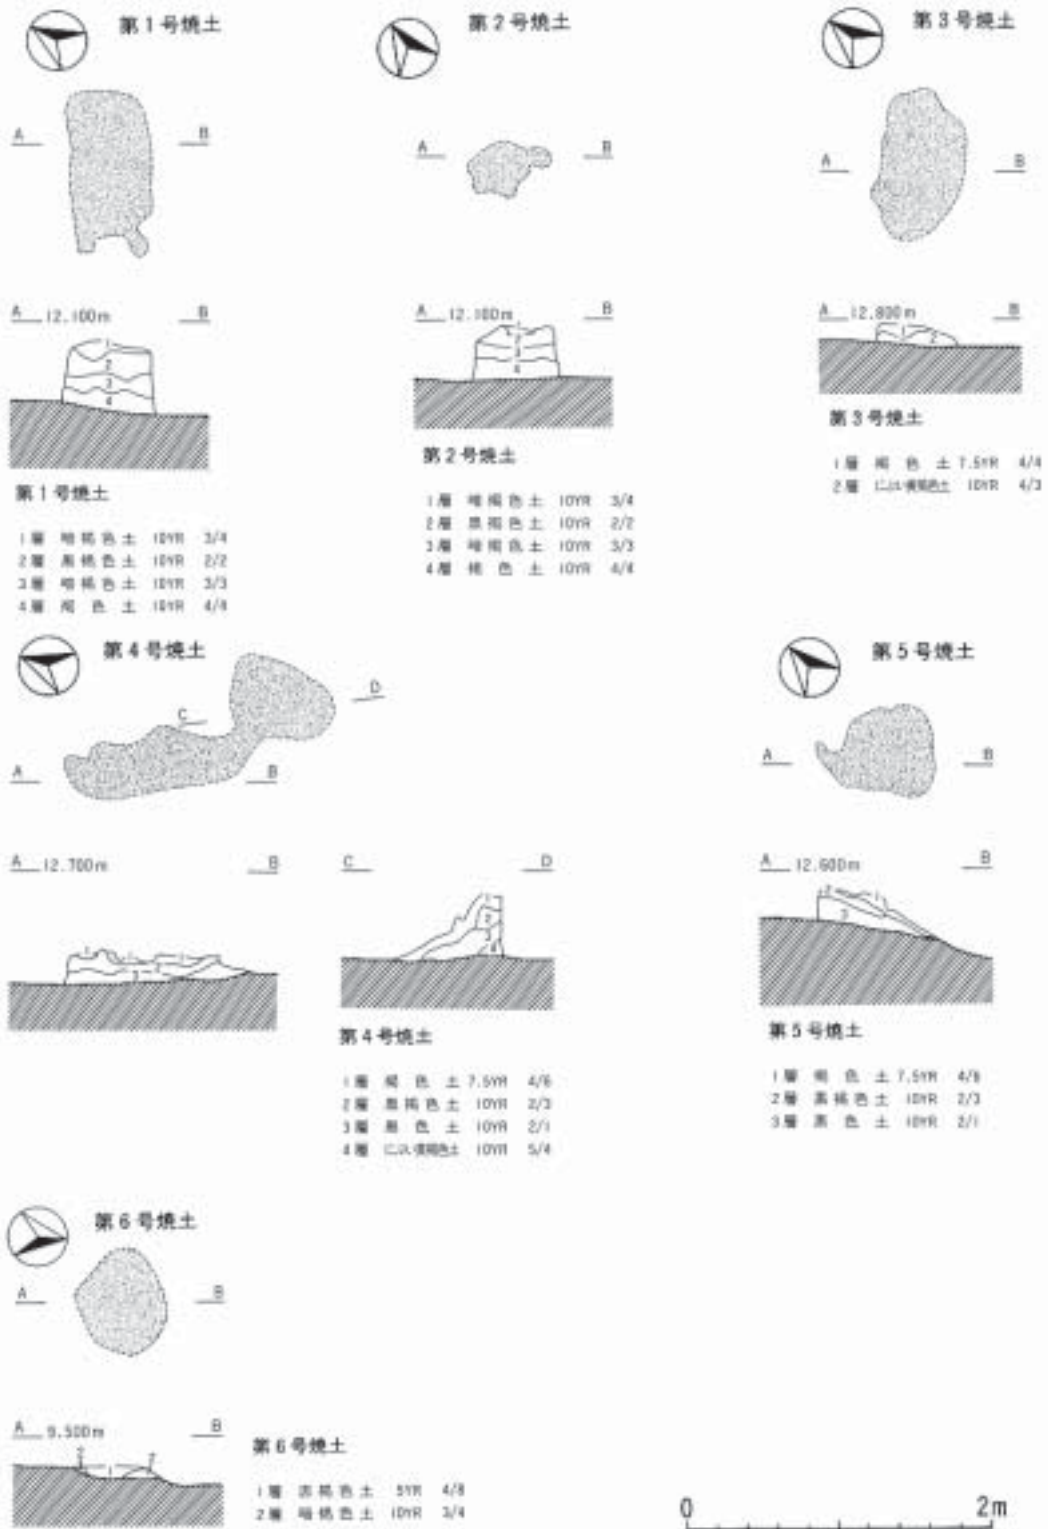 第1号焼土
A B
A 12.100m B
第1号焼土
1層 暗褐色土 10YR 3/4
2層 黒褐色土 10YR 2/2
3層 暗褐色土 10YR 3/3
4層 褐色土 10YR 4/4
第2号焼土
A B
A 12.100m B
第2号焼土
1層 暗褐色土 10YR 3/4
2層 黒褐色土 10YR 2/2
3層 暗褐色土 10YR 3/3
4層 褐色土 10YR 4/4
第3号焼土
A B
A 12.800m B
第3号焼土
1層 褐色土 7.5YR 4/4
2層 にぶい黄褐色土 10YR 4/3
第4号焼土
C D
A B
A 12.700m B
C D
第4号焼土
1層 褐色土 7.5YR 4/6
2層 黒褐色土 10YR 2/3
3層 黒色土 10YR 2/1
4層 にぶい黄褐色土 10YR 5/4
第5号焼土
A B
A 12.600m B
第5号焼土
1層 褐色土 7.5YR 4/6
2層 黒褐色土 10YR 2/3
3層 黒色土 10YR 2/1
第6号焼土
A B
A 9.500m B
第6号焼土
1層 赤褐色土 5YR 4/8
2層 暗褐色土 10YR 3/4
0 2m